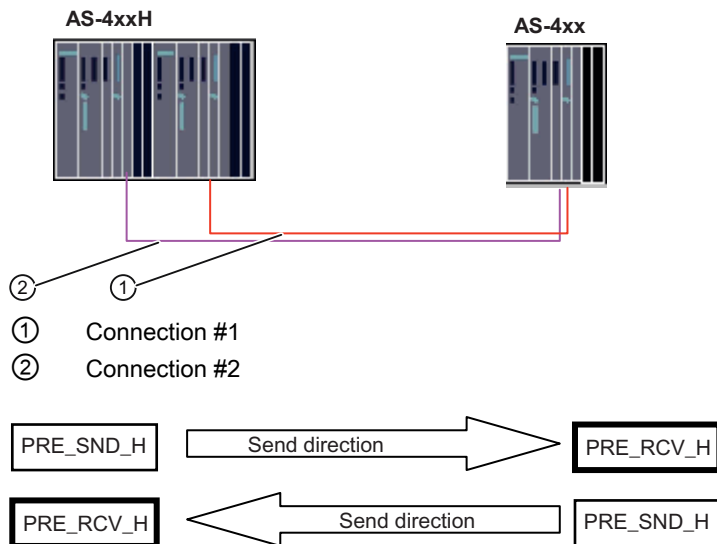 AS-4xxH
AS-4xx
② ①
① Connection #1
② Connection #2
PRE_SND_H Send direction PRE_RCV_H
PRE_RCV_H Send direction PRE_SND_H